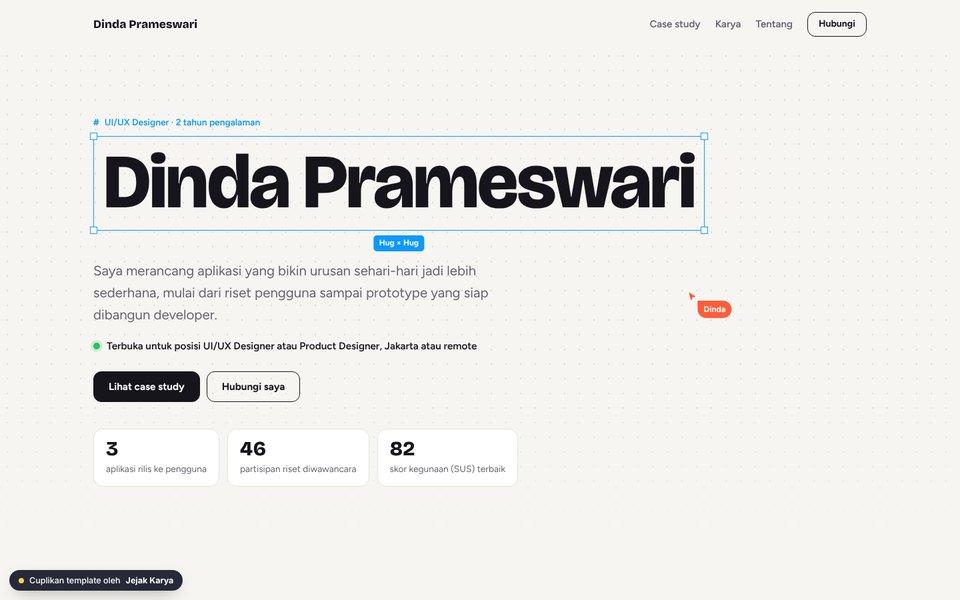 Dinda Prameswari
Case study
Karya
Tentang
Hubungi
# UI/UX Designer · 2 tahun pengalaman
Dinda Prameswari
Hug × Hug
Saya merancang aplikasi yang bikin urusan sehari-hari jadi lebih
sederhana, mulai dari riset pengguna sampai prototype yang siap
dibangun developer.
Dinda
Terbuka untuk posisi UI/UX Designer atau Product Designer, Jakarta atau remote
Lihat case study
Hubungi saya
3
aplikasi rilis ke pengguna
46
partisipan riset diwawancara
82
skor kegunaan (SUS) terbaik
Cuplikan template oleh Jejak Karya